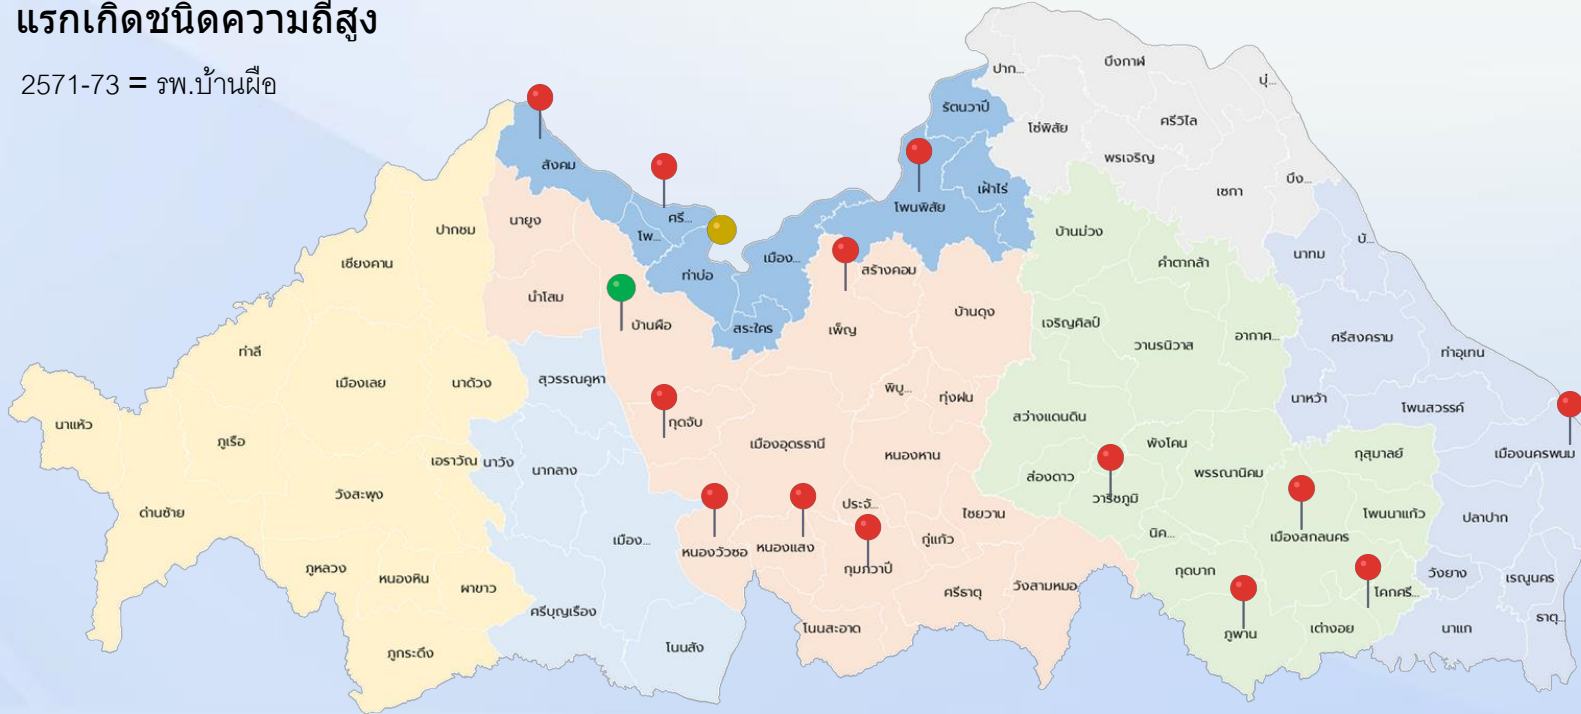 แรกเกิดชนิดความถี่สูง
2571-73 = รพ.บ้านผือ
ปาก...
บึงกาฬ
บุ่...
รัตนวาปี
โซ่พิสัย
ศรีวิไล
พรเจริญ
สังคม
เฝ้าไร่
เซกา
บึง...
โพนพิสัย
ศรี...
นายูง
ปากชม
โพ...
บ้านม่วง
บ้...
เชียงคาน
เมือง...
คำตากล้า
นาทม
ท่าบ่อ
สร้างคอม
น้ำโสม
บ้านดุง
บ้านผือ
สระใคร
เพ็ญ
เจริญศิลป์
อากาศ...
ศรีสงคราม
วานรนิวาส
ท่าลี่
ท่าอุเทน
สุวรรณคูหา
เมืองเลย
นาด้วง
พิบู...
ทุ่งฝน
นาหว้า
โพนสวรรค์
นาแห้ว
กุดจับ
สว่างแดนดิน
ภูเรือ
เมืองอุดรธานี
พังโคน
หนองหาน
กุสุมาลย์
เมืองนครพนม
เอราวัณ
นาวัง
นากลาง
ส่องดาว
พรรณานิคม
วังสะพุง
วาริชภูมิ
ด่านซ้าย
ประจั...
ไชยวาน
โพนนาแก้ว
ปลาปาก
เมือง...
หนองวัวซอ
หนองแสง
กู่แก้ว
นิค...
เมืองสกลนคร
ภูหลวง
หนองหิน
ผาขาว
กุมภวาปี
กุดบาก
วังยาง
เรณูนคร
ศรีธาตุ
วังสามหมอ
โคกศรี...
ศรีบุญเรือง
ธาตุ...
โนนสะอาด
ภูพาน
เต่างอย
นาแก
ภูกระดึง
โนนสัง